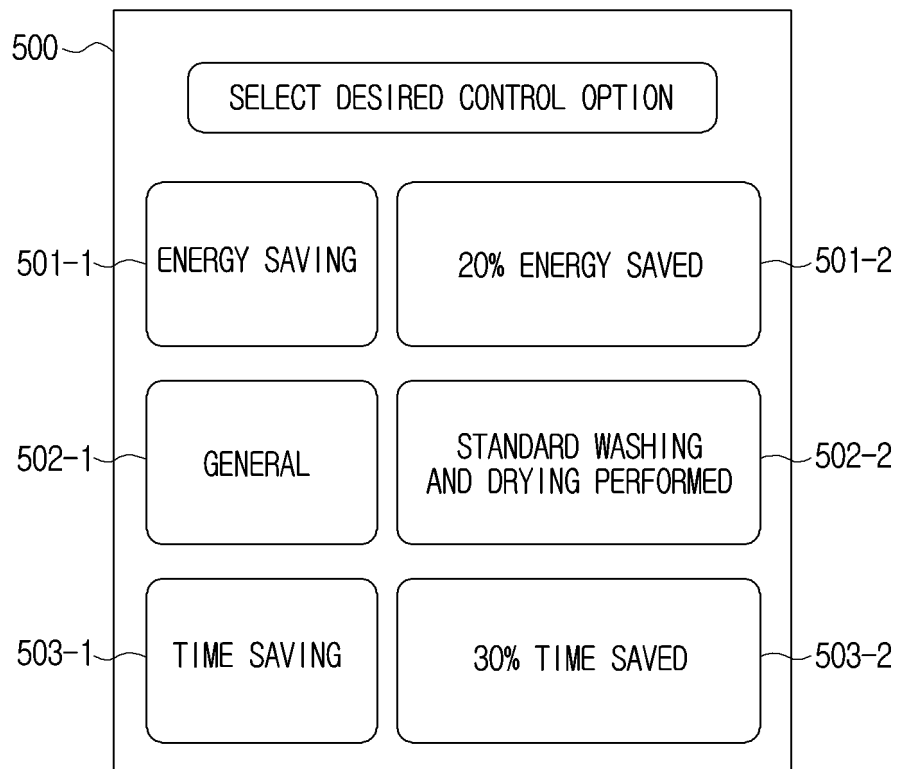 500
SELECT DESIRED CONTROL OPTION
501-1
ENERGY SAVING
20% ENERGY SAVED
501-2
502-1
GENERAL
STANDARD WASHING
AND DRYING PERFORMED
502-2
503-1
TIME SAVING
30% TIME SAVED
503-2